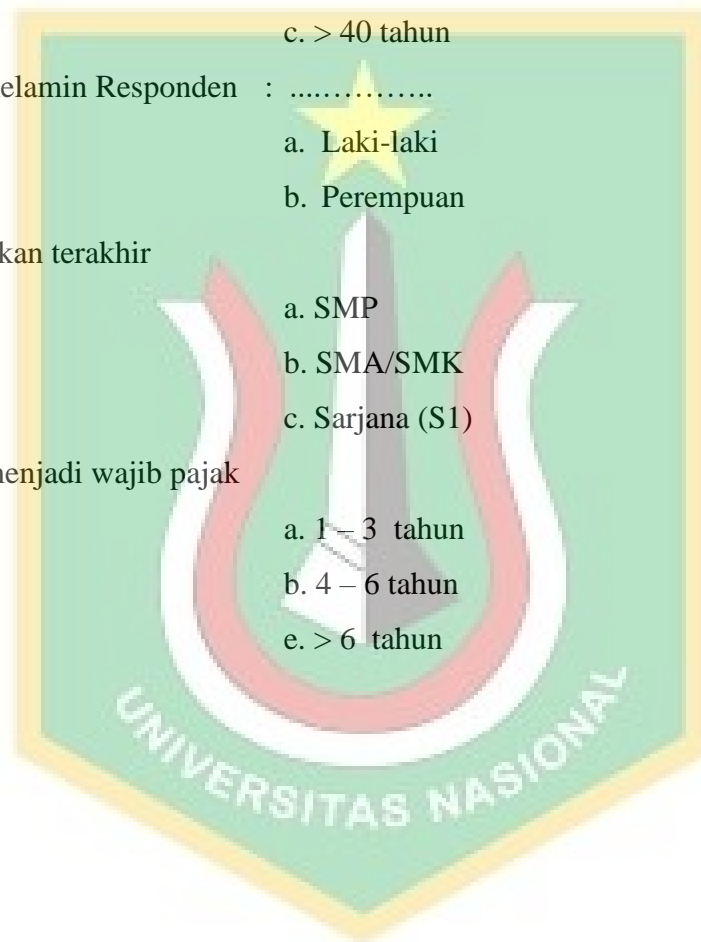 c. > 40 tahun
elamin Responden : ....………..
a. Laki-laki
b. Perempuan
kan terakhir
a. SMP
b. SMA/SMK
c. Sarjana (S1)
nenjadi wajib pajak
a. 1 – 3 tahun
b. 4 – 6 tahun
e. > 6 tahun
UNIVERSITAS NASIONAL